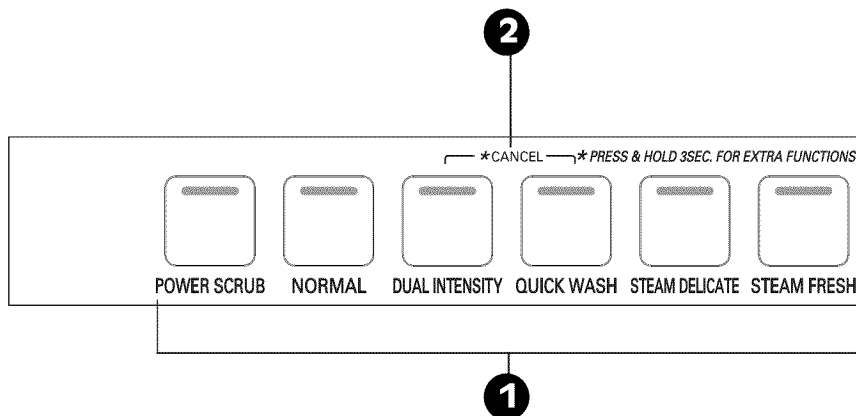 2
*CANCEL * PRESS & HOLD 3SEC. FOR EXTRA FUNCTIONS
POWER SCRUB NORMAL DUAL INTENSITY QUICK WASH STEAM DELICATE STEAM FRESH
1